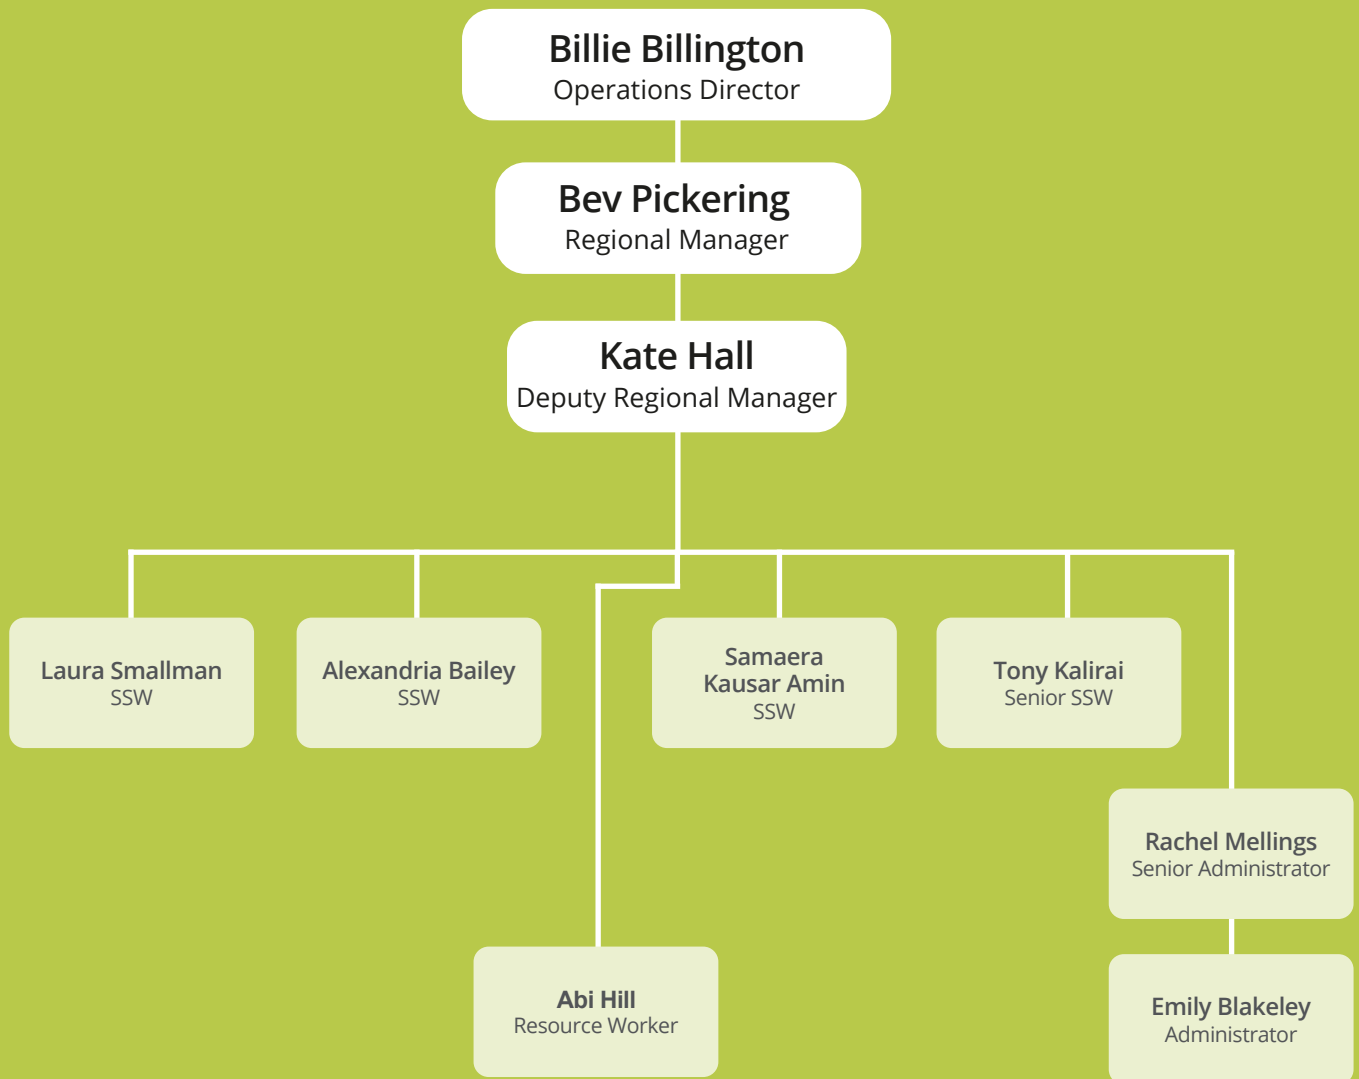 Billie Billington
Operations Director
Bev Pickering
Regional Manager
Kate Hall
Deputy Regional Manager
Laura Smallman
SSW
Alexandria Bailey
SSW
Samaera
Kausar Amin
SSW
Tony Kalirai
Senior SSW
Rachel Mellings
Senior Administrator
Abi Hill
Resource Worker
Emily Blakeley
Administrator